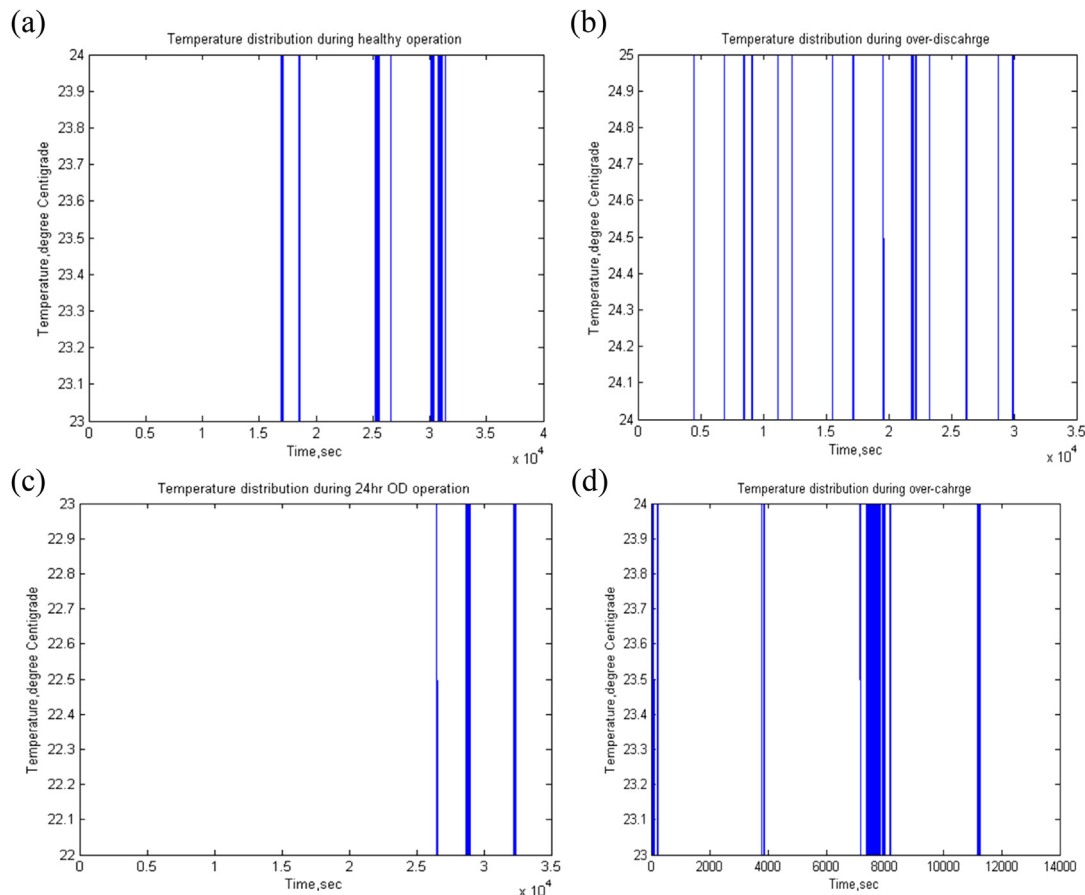 (a)
Temperature distribution during healthy operation
24
23.9
23.8
23.7
23.6
23.5
23.4
23.3
23.2
23.1
23
Temperature,degree Centigrade
0 0.5 1 1.5 2 2.5 3 3.5 40
Time,sec
x 10^4
(b)
Temperature distribution during over-discahrge
25
24.9
24.8
24.7
24.6
24.5
24.4
24.3
24.2
24.1
24
Temperature,degree Centigrade
0 0.5 1 1.5 2 2.5 3 3.5
Time,sec
x 10^4
(c)
Temperature distribution during 24hr OD operation
23
22.9
22.8
22.7
22.6
22.5
22.4
22.3
22.2
22.1
22
Temperature,degree Centigrade
0 0.5 1 1.5 2 2.5 3 3.5
Time,sec
x 10^4
(d)
Temperature distribution during over-cahrge
24
23.9
23.8
23.7
23.6
23.5
23.4
23.3
23.2
23.1
23
Temperature,degree Centigrade
0 2000 4000 6000 8000 10000 12000 14000
Time,sec